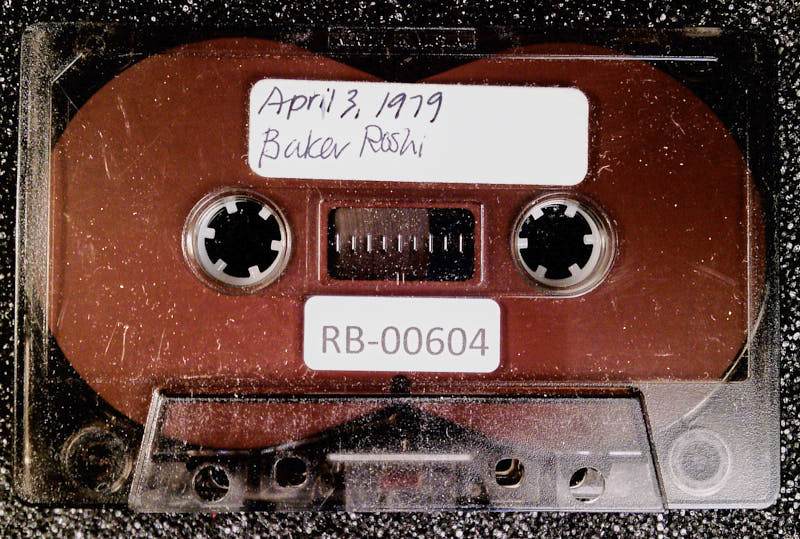 April 3, 1979
Baker Roshi
RB-00604